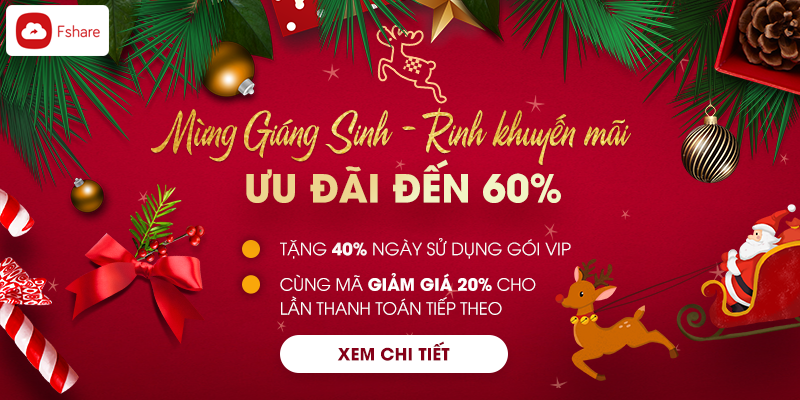 Fshare
Mừng Giáng Sinh - Rinh khuyến mãi
ƯU ĐÃI ĐẾN 60%
TẶNG 40% NGÀY SỬ DỤNG GÓI VIP
CÙNG MÃ GIẢM GIÁ 20% CHO
LẦN THANH TOÁN TIẾP THEO
XEM CHI TIẾT